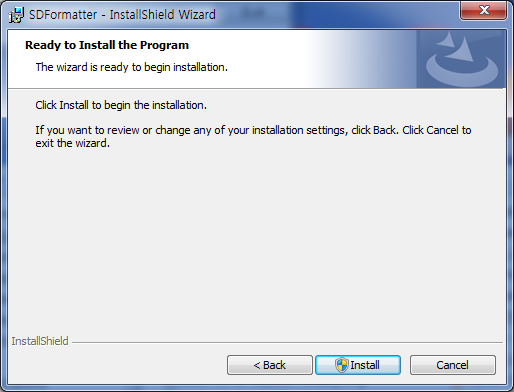 SDFormatter - InstallShield Wizard
Ready to Install the Program
The wizard is ready to begin installation.
Click Install to begin the installation.
If you want to review or change any of your installation settings, click Back. Click Cancel to
exit the wizard.
InstallShield
< Back
Install
Cancel